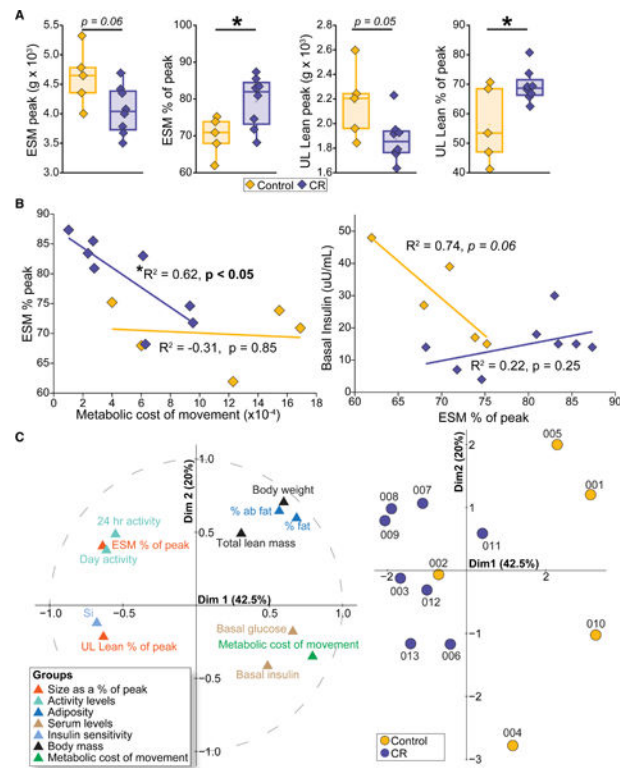 A
p = 0.06
*
p = 0.05
*
ESM peak (g x 10³)
5.5
5.0
4.5
4.0
3.5
3.0
ESM % of peak
100
90
80
70
60
UL Lean peak (g x 10³)
3.0
2.6
2.2
1.8
1.6
UL Lean % of peak
90
80
70
60
50
40
Control
CR
B
ESM % peak
90
85
80
75
70
65
60
0 2 4 6 8 10 12 14 16 18
Metabolic cost of movement (x10⁻⁴)
*R² = 0.62, p < 0.05
R² = -0.31, p = 0.85
Basal Insulin (uU/mL)
50
40
30
20
10
0
60 65 70 75 80 85 90
ESM % of peak
R² = 0.74, p = 0.06
R² = 0.22, p = 0.25
C
Dim 2 (20%)
1.0
0.5
−0.5
−1.0
−1.0 −0.5 0.5 1.0
Dim 1 (42.5%)
Body weight
% ab fat
% fat
Total lean mass
24 hr activity
ESM % of peak
Day activity
Si
UL Lean % of peak
Basal glucose
Metabolic cost of movement
Basal insulin
Groups
Size as a % of peak
Activity levels
Adiposity
Serum levels
Insulin sensitivity
Body mass
Metabolic cost of movement
Dim2 (20%)
2
1
−1
−2
−3
−2 2
Dim1 (42.5%)
005
001
008
007
009
011
002
003
012
010
013
006
004
Control
CR